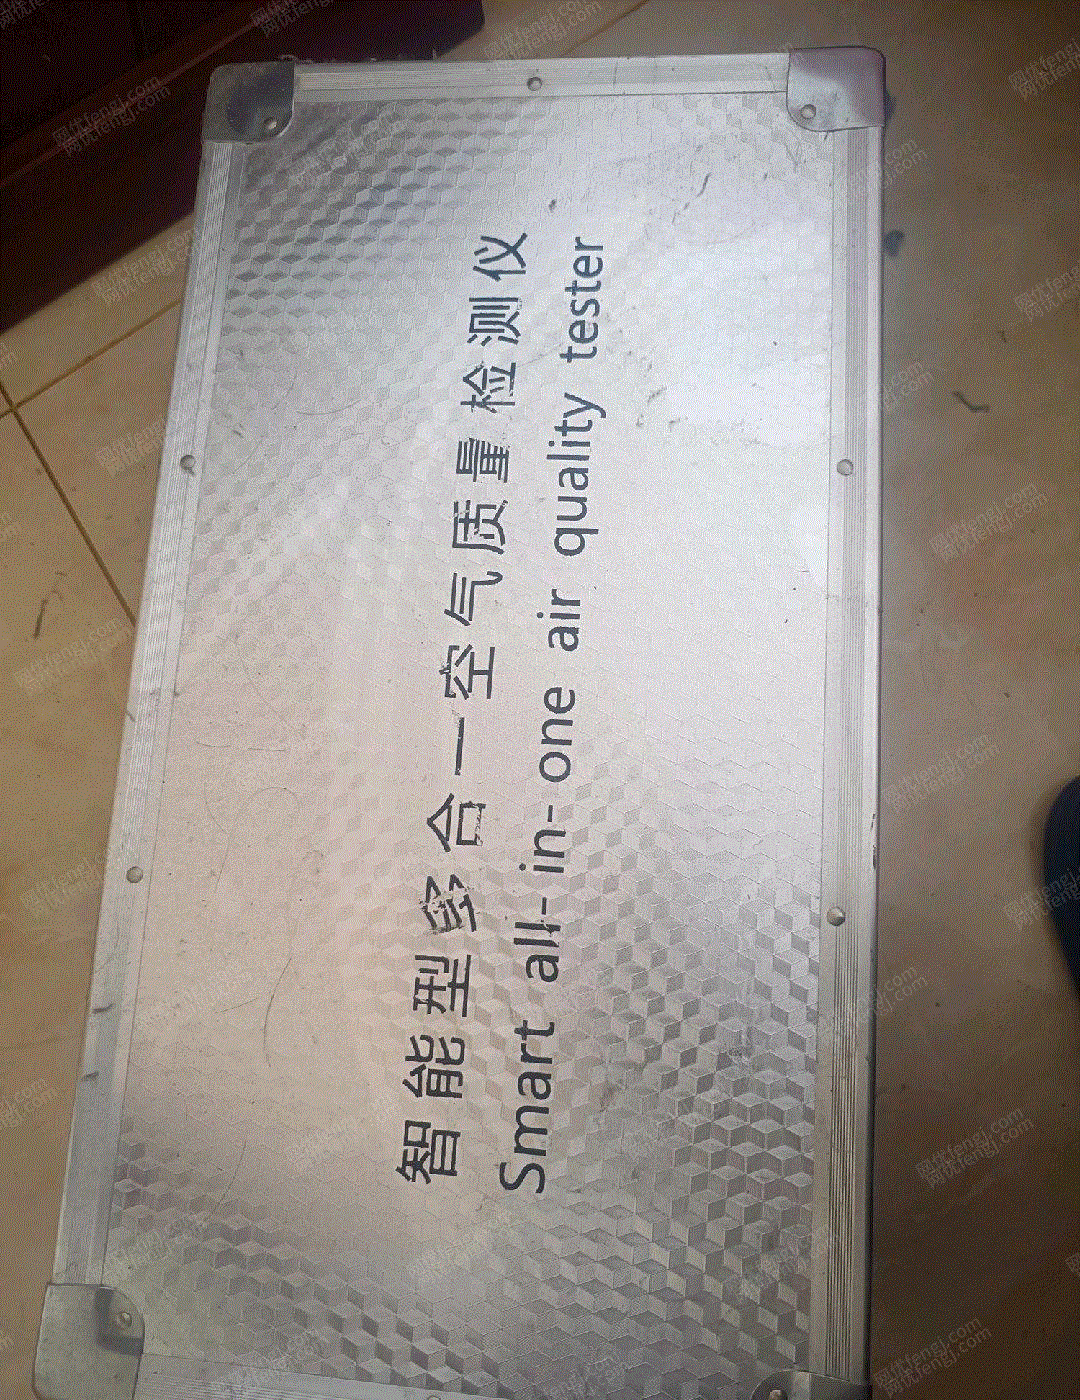 智能型多合一空气质量检测仪
Smart all-in-one air quality tester